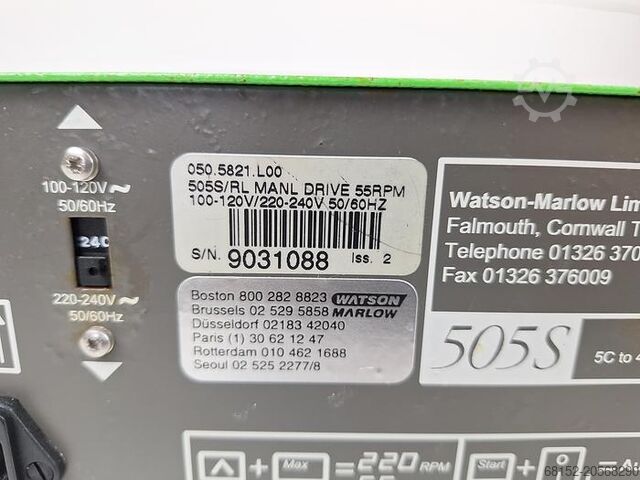 100-120V~
50/60Hz
240
220-240V~
50/60Hz
050.5821.L00
505S/RL MANL DRIVE 55RPM
100-120V/220-240V 50/60HZ
S/N. 9031088 Iss. 2
Boston 800 282 8823 WATSON
Brussels 02 529 5858 MARLOW
Düsseldorf 02183 42040
Paris (1) 30 62 12 47
Rotterdam 010 462 1688
Seoul 02 525 2277/8
Watson-Marlow Lim
Falmouth, Cornwall T
Telephone 01326 370
Fax 01326 376009
505S 5C to 4
+ Max = 220 RPM
Start +
68152-20568290